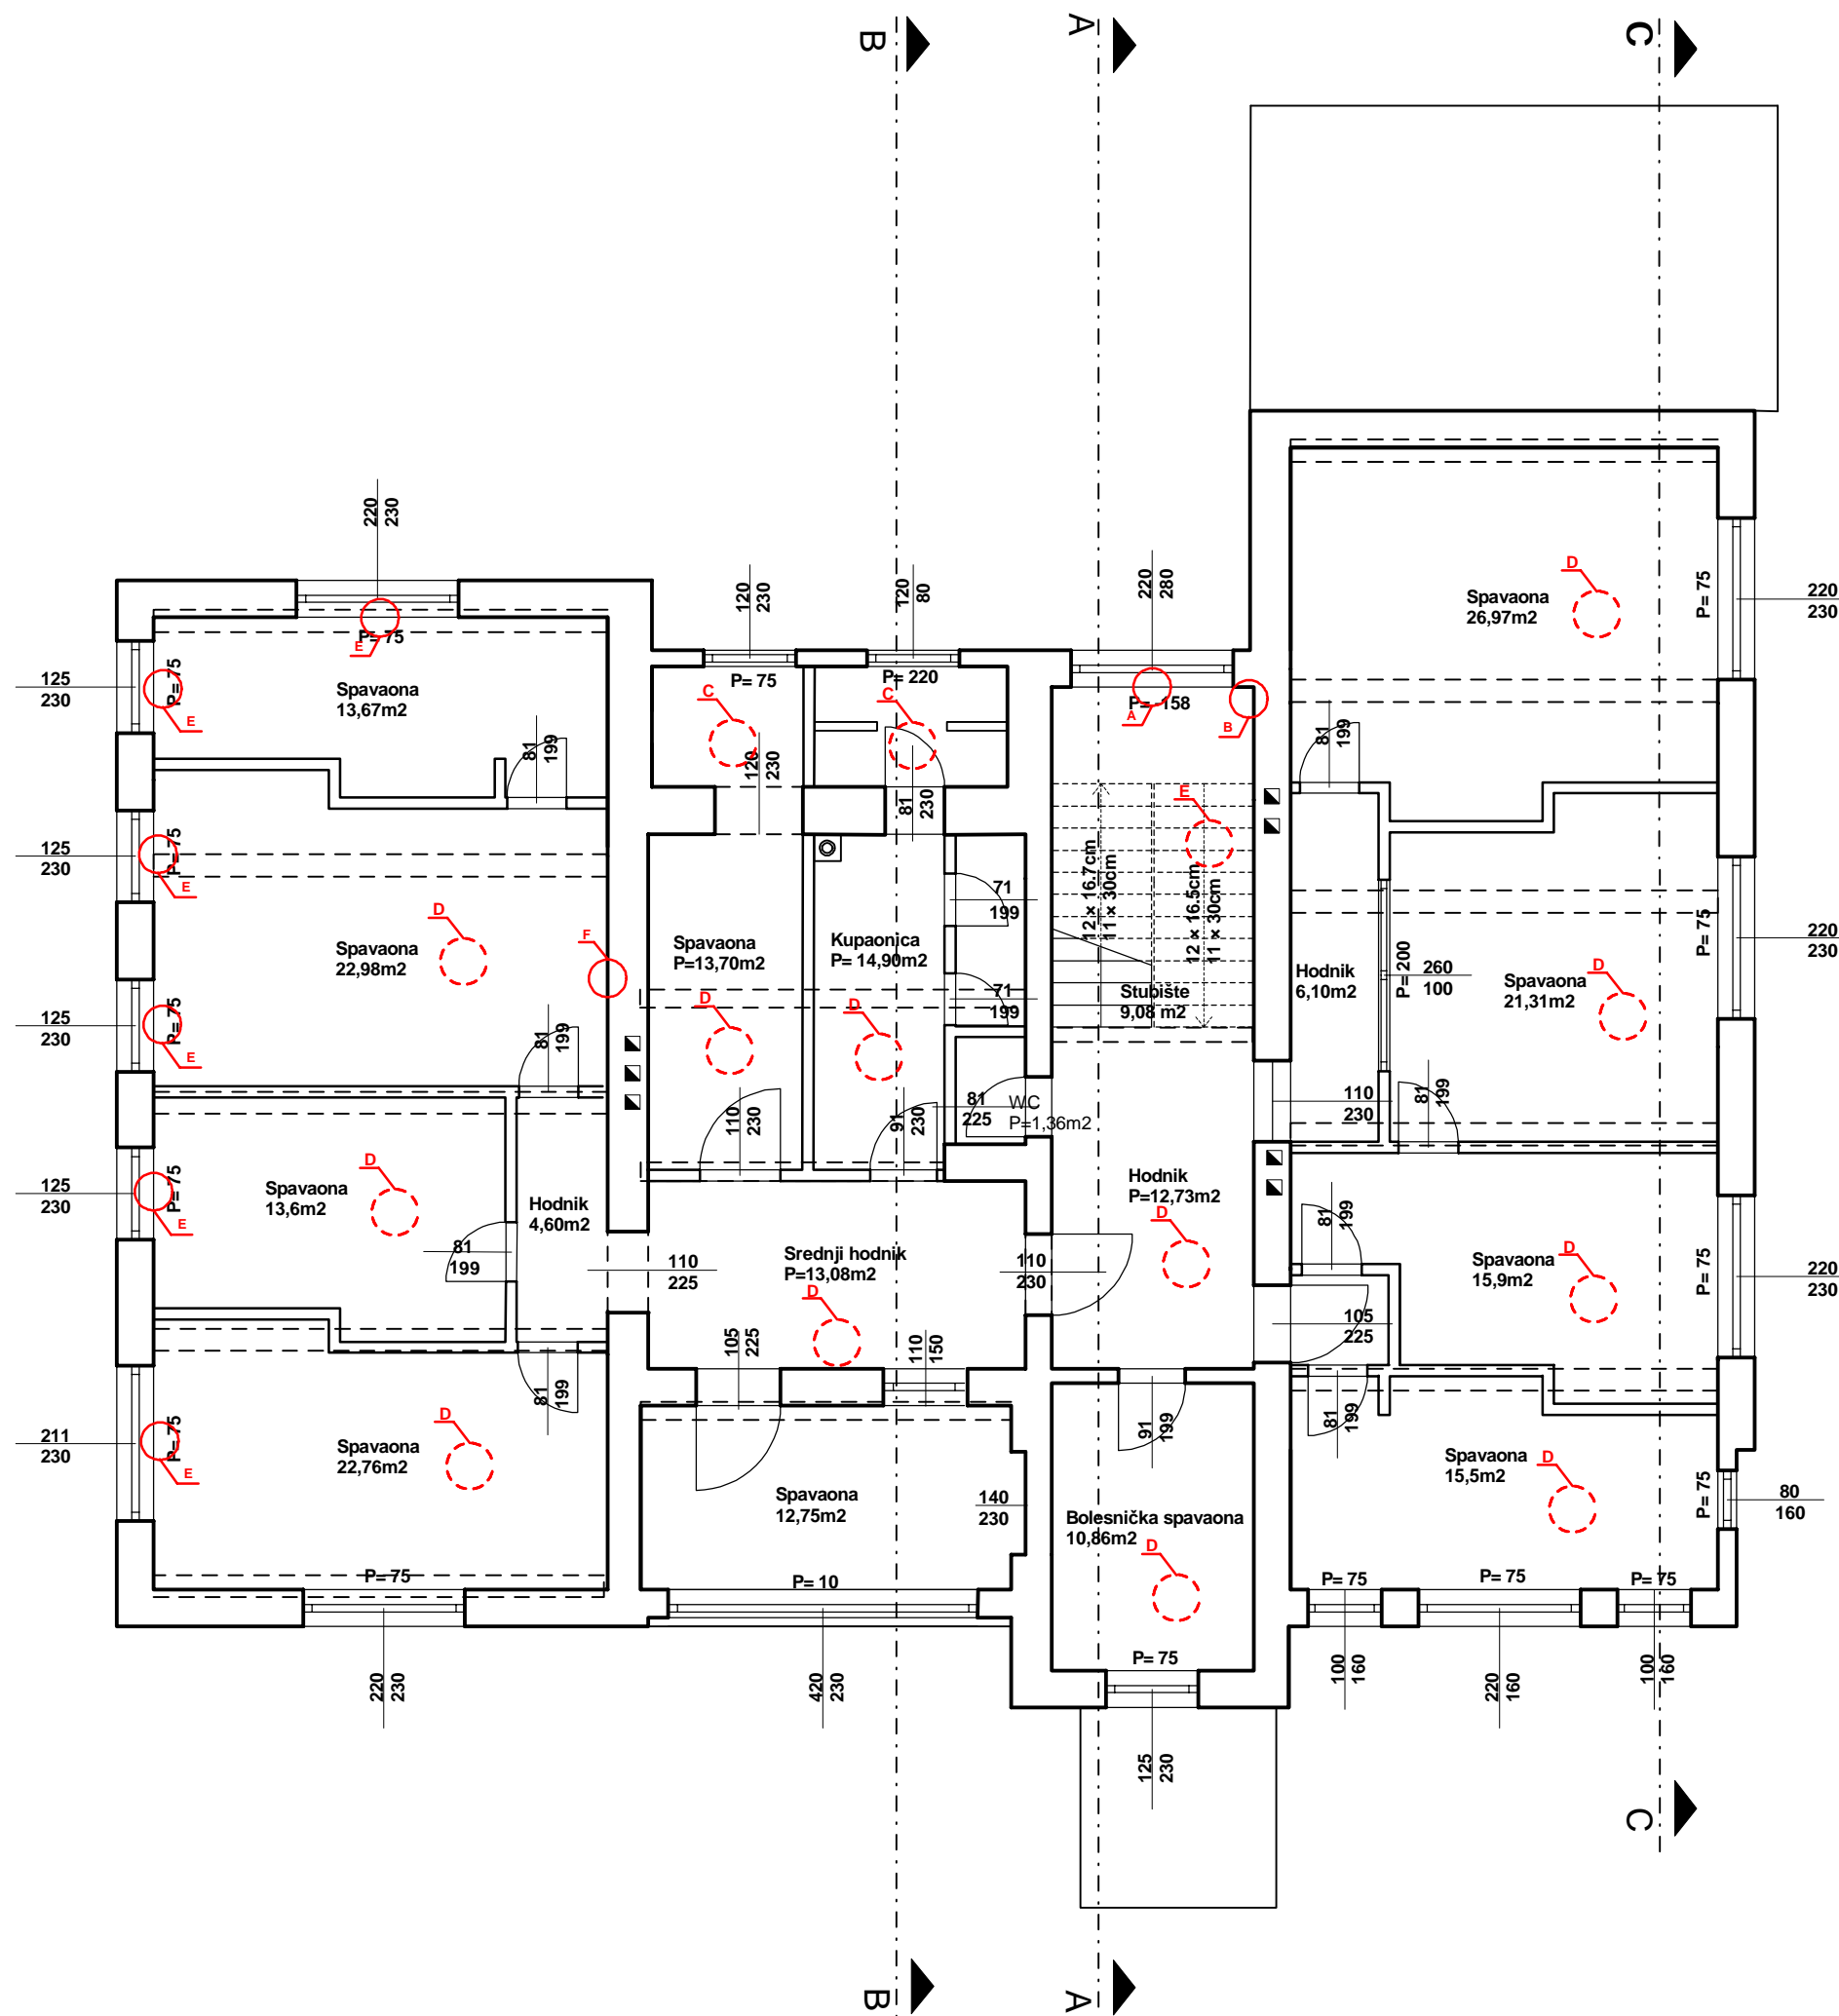 B
A
C
220
230
120
230
120
80
220
280
D
Spavaona
26,97m2
P= 75
220
230
P= 75
E
125
230
P= 75
E
Spavaona
13,67m2
81
199
P= 75
C
120
230
P= 220
C
81
230
P= 158
A
B
E
12 × 16.7cm
11 × 30cm
12 × 16.5cm
11 × 30cm
Stubište
9,08 m2
81
199
125
230
P= 75
E
Spavaona
22,98m2
D
F
Spavaona
P=13,70m2
D
Kupaonica
P= 14,90m2
D
71
199
71
199
Hodnik
6,10m2
P= 200
260
100
Spavaona
21,31m2
D
P= 75
220
230
125
230
P= 75
E
81
199
110
230
91
230
81
225
WC
P=1,36m2
110
230
81
199
125
230
P= 75
E
Spavaona
13,6m2
D
Hodnik
4,60m2
81
199
110
225
Srednji hodnik
P=13,08m2
D
110
230
Hodnik
P=12,73m2
D
81
199
Spavaona
15,9m2
D
P= 75
220
230
105
225
105
225
110
150
81
199
91
199
81
199
211
230
P= 75
E
Spavaona
22,76m2
D
P= 75
Spavaona
12,75m2
140
230
P= 10
Bolesnička spavaona
10,86m2
D
P= 75
Spavaona
15,5m2
D
P= 75
80
160
P= 75
P= 75
P= 75
220
230
420
230
125
230
100
160
220
160
100
160
C
B
A